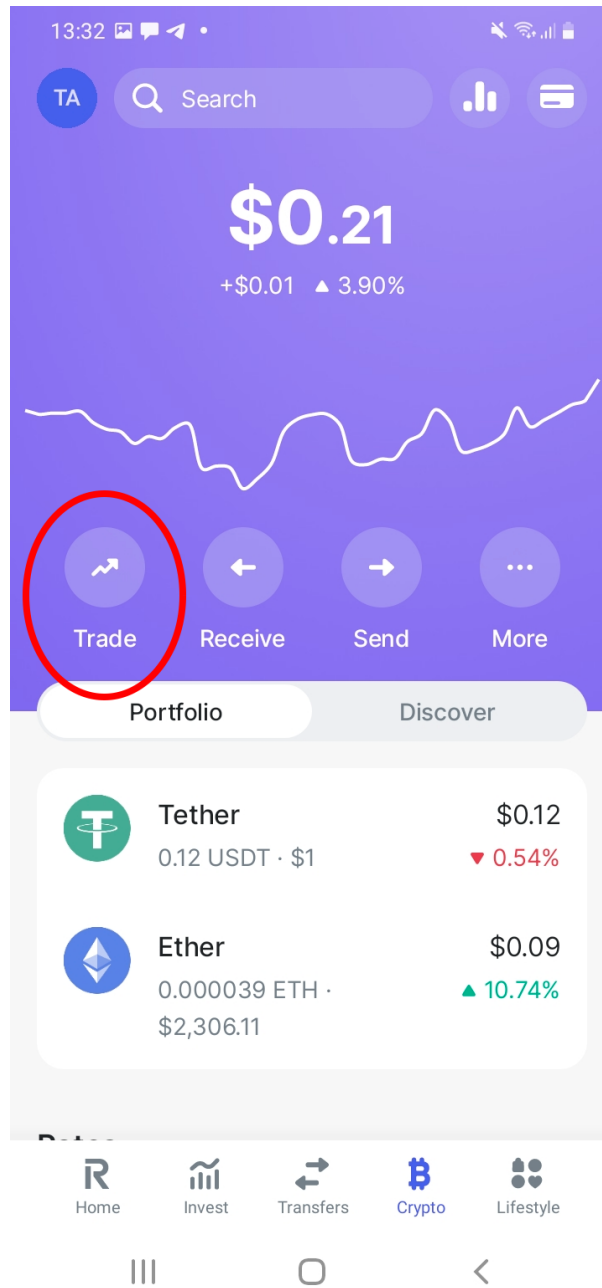 13:32
TA
Search
$0.21
+$0.01 ▲ 3.90%
Trade
Receive
Send
More
Portfolio
Discover
Tether
$0.12
0.12 USDT · $1
▼ 0.54%
Ether
$0.09
0.000039 ETH ·
▲ 10.74%
$2,306.11
Home
Invest
Transfers
Crypto
Lifestyle